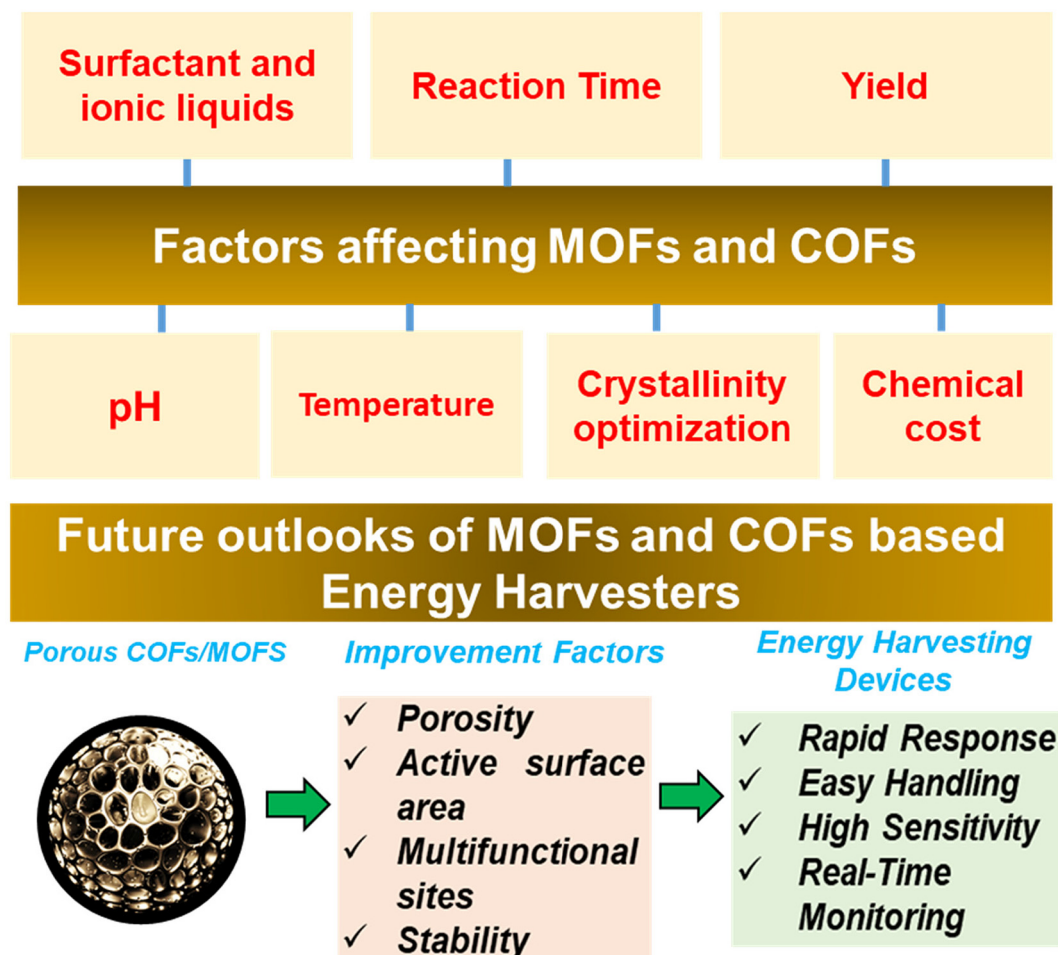 Surfactant and
ionic liquids
Reaction Time
Yield
Factors affecting MOFs and COFs
pH
Temperature
Crystallinity
optimization
Chemical
cost
Future outlooks of MOFs and COFs based
Energy Harvesters
Porous COFs/MOFS
Improvement Factors
Energy Harvesting
Devices
✓ Porosity
✓ Active surface
area
✓ Multifunctional
sites
✓ Stability
✓ Rapid Response
✓ Easy Handling
✓ High Sensitivity
✓ Real-Time
Monitoring